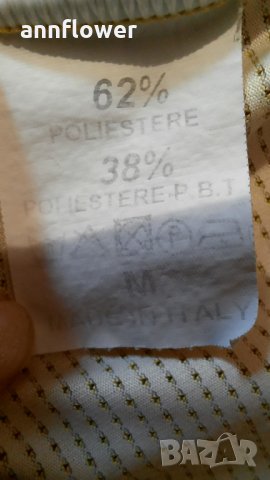 annflower
62%
POLIESTERE
38%
POLIESTERE-P.B.T
P
M
MADE IN ITALY
BAZAR